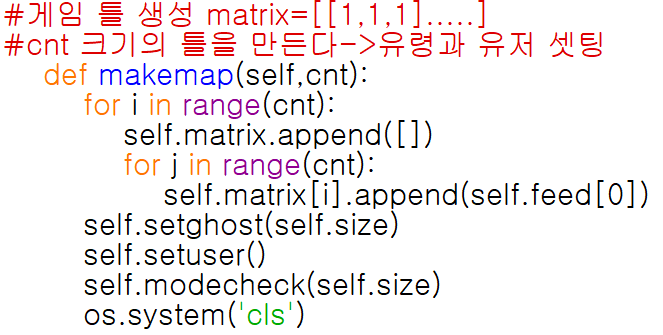 #게임 틀 생성 matrix=[[1,1,1].....]
#cnt 크기의 틀을 만든다->유령과 유저 셋팅
def makemap(self,cnt):
for i in range(cnt):
self.matrix.append([])
for j in range(cnt):
self.matrix[i].append(self.feed[0])
self.setghost(self.size)
self.setuser()
self.modecheck(self.size)
os.system('cls')